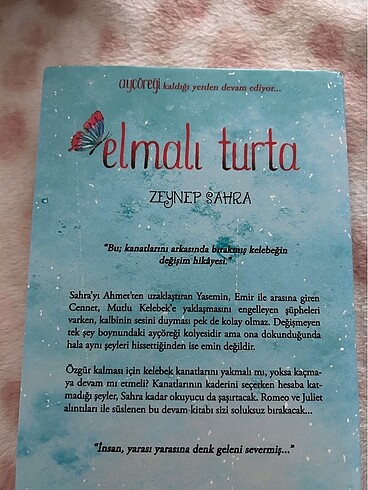 ayçöreği kaldığı yerden devam ediyor...
elmalı turta
ZEYNEP SAHRA
"Bu; kanatlarını arkasında bırakmış kelebeğin
değişim hikâyesi."
Sahra'yı Ahmet'ten uzaklaştıran Yasemin, Emir ile arasına giren
Cennet, Mutlu Kelebek'e yaklaşmasını engelleyen şüpheleri
varken, kalbinin sesini duyması pek de kolay olmaz. Değişmeyen
tek şey boynundaki ayçöreği kolyesidir ama ona dokunduğunda
hala aynı şeyleri hissettiğinden ise emin değildir.
Özgür kalması için kelebek kanatlarını yakmalı mı, yoksa kaçma-
ya devam mı etmeli? Kanatlarının kaderini seçerken hesaba kat-
madığı şeyler, Sahra kadar okuyucu da şaşırtacak. Romeo ve Juliet
alıntıları ile süslenen bu devam kitabı sizi soluksuz bırakacak...
"İnsan, yarası yarasına denk geleni severmiş..."